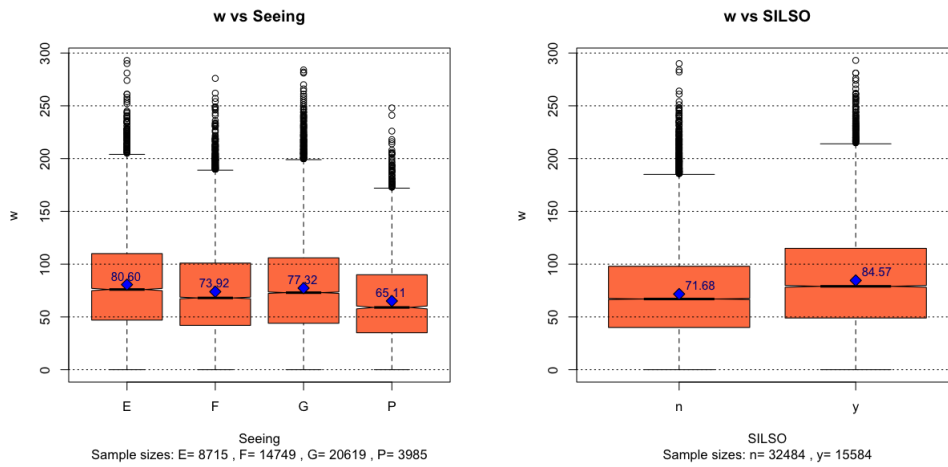 w vs Seeing
300
250
200
150
100
50
0
w
80.60
73.92
77.32
65.11
E F G P
Seeing
Sample sizes: E= 8715 , F= 14749 , G= 20619 , P= 3985
w vs SILSO
300
250
200
150
100
50
0
w
71.68
84.57
n y
SILSO
Sample sizes: n= 32484 , y= 15584